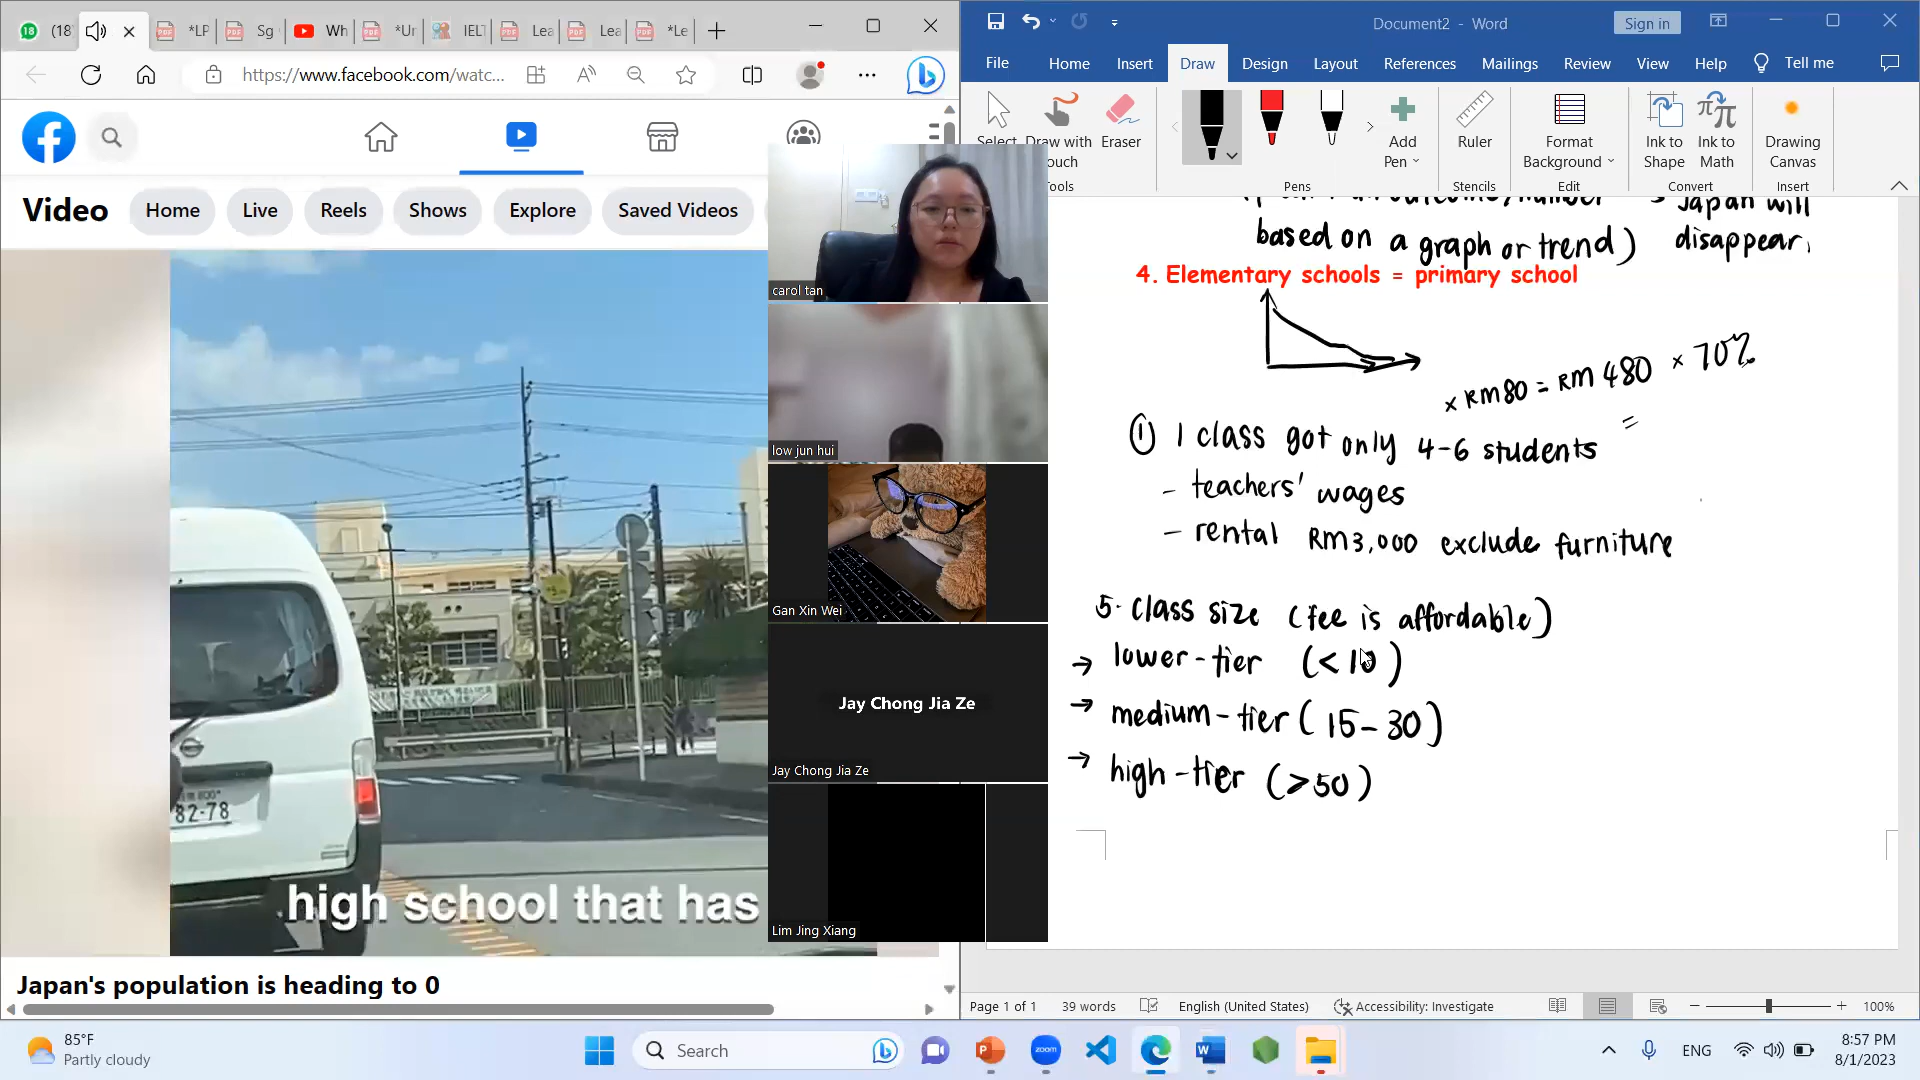 (18
*LP
Sg
Wh
*Ur
IELT
Lea
Lea
*Le
https://www.facebook.com/watc...
Video
Home
Live
Reels
Shows
Explore
Saved Videos
82-78
high school that has
Japan's population is heading to 0
carol tan
low jun hui
Gan Xin Wei
Jay Chong Jia Ze
Jay Chong Jia Ze
Lim Jing Xiang
Document2 - Word
Sign in
File
Home
Insert
Draw
Design
Layout
References
Mailings
Review
View
Help
Tell me
Select
Draw with
ouch
Eraser
Add
Pen
Ruler
Format
Background
Ink to
Shape
Ink to
Math
Drawing
Canvas
ools
Pens
Stencils
Edit
Convert
Insert
Japan will
based on a graph or trend)
disappear.
4. Elementary schools = primary school
× RM80 = RM 480 × 70%
=
① 1 class got only 4-6 students
- teachers' wages
- rental RM3,000 exclude furniture
5. class size (fee is affordable)
→ lower-tier (<10)
→ medium-tier (15-30)
→ high-tier (>50)
Page 1 of 1
39 words
English (United States)
Accessibility: Investigate
100%
85°F
Partly cloudy
Search
zoom
ENG
8:57 PM
8/1/2023